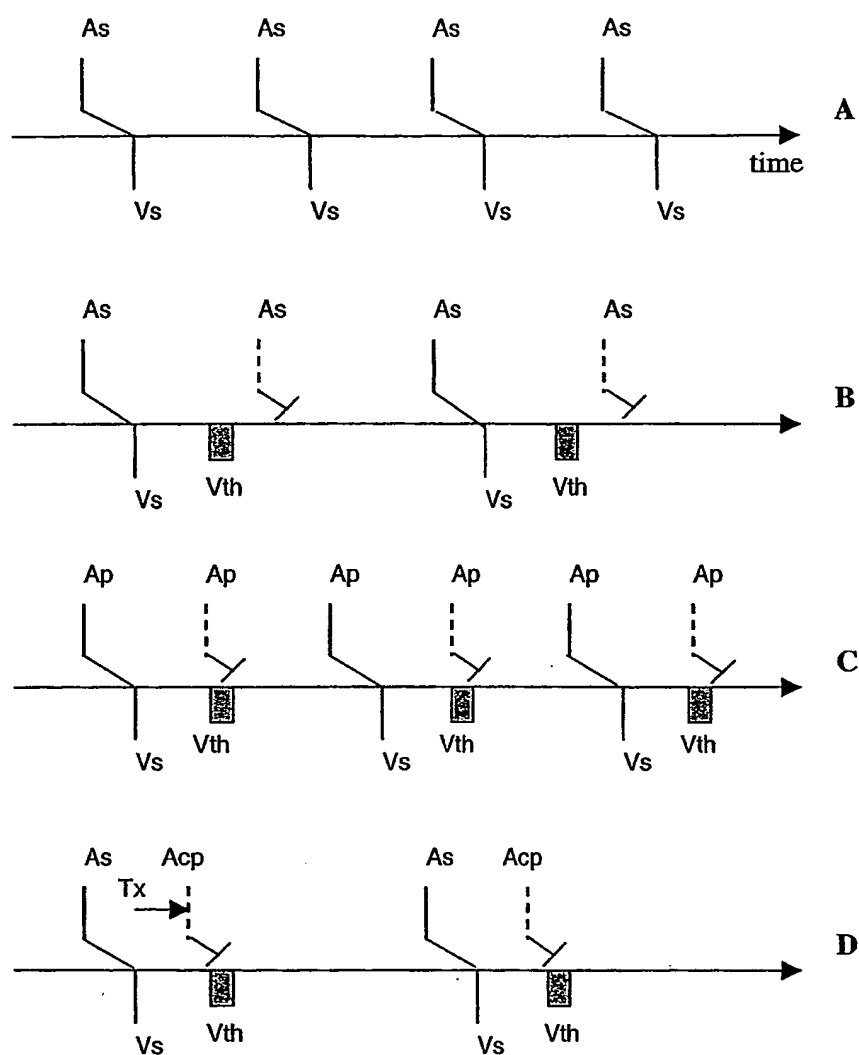 As As As As
A
time
Vs Vs Vs Vs
As As As As
B
Vs Vth Vs Vth
Ap Ap Ap Ap Ap Ap
C
Vs Vth Vs Vth Vs Vth
As Acp As Acp
Tx
D
Vs Vth Vs Vth